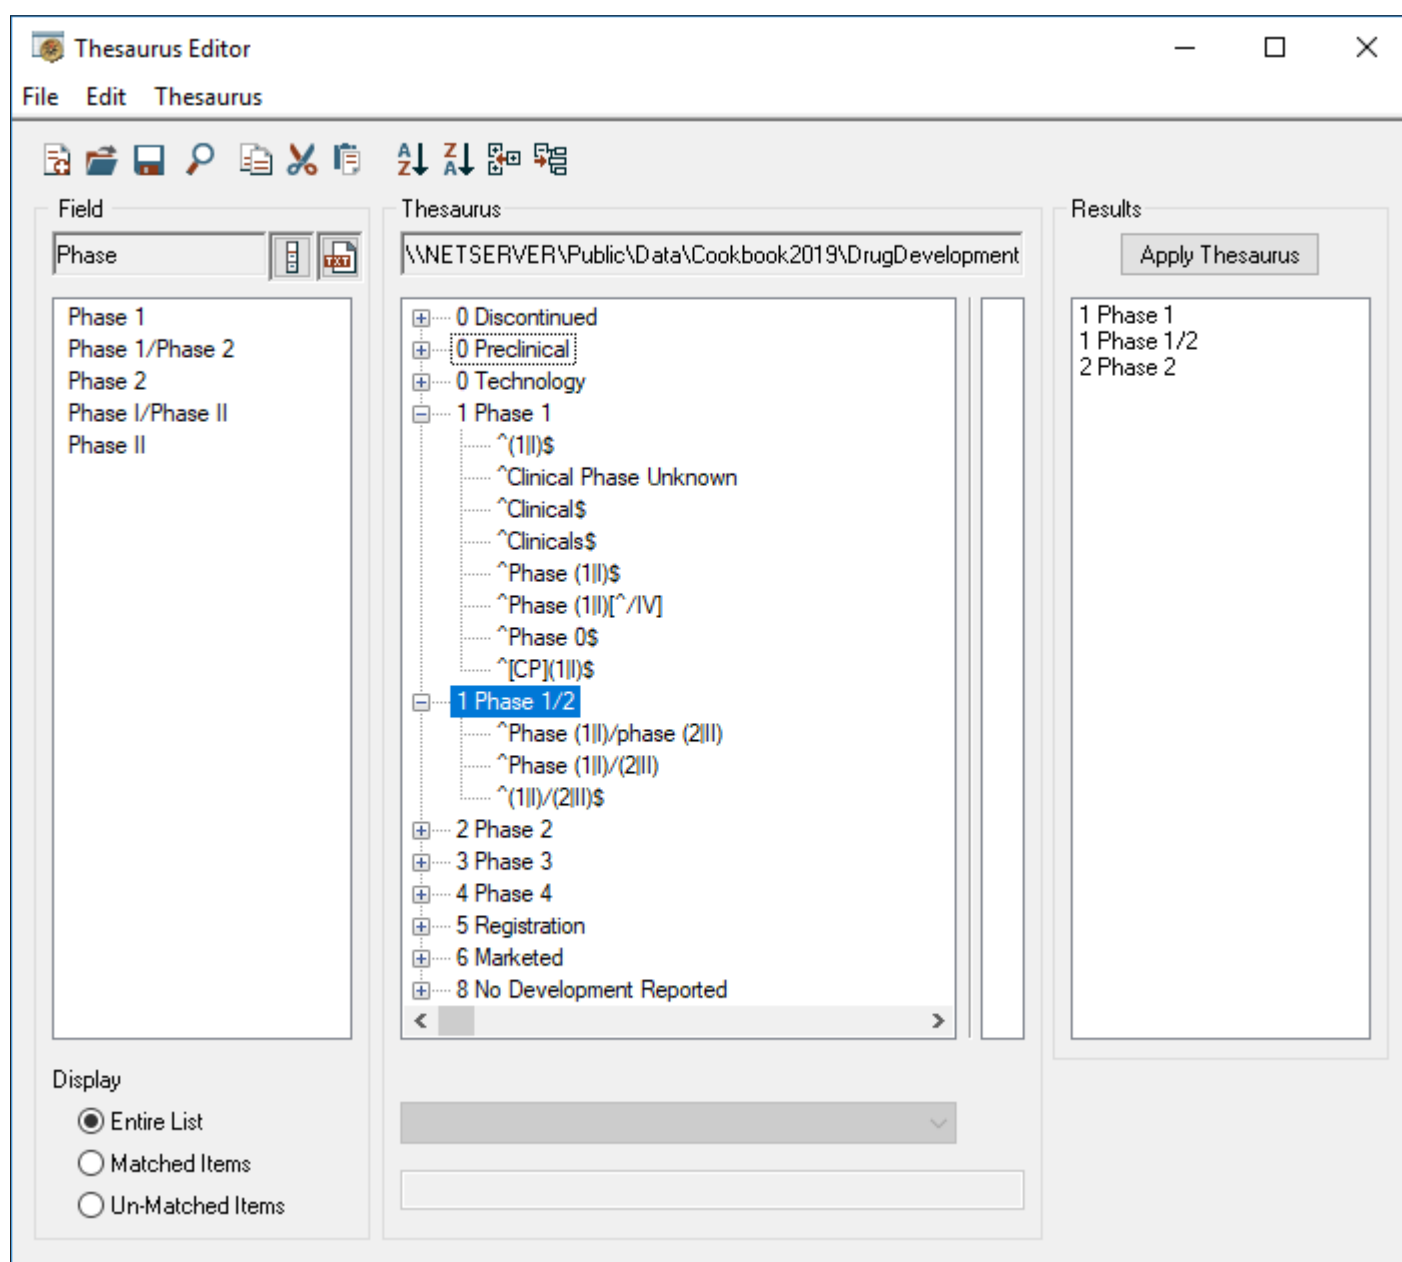 Thesaurus Editor
File Edit Thesaurus
Field
Phase
Phase 1
Phase 1/Phase 2
Phase 2
Phase I/Phase II
Phase II
Display
Entire List
Matched Items
Un-Matched Items
Thesaurus
\\NETSERVER\Public\Data\Cookbook2019\DrugDevelopment
0 Discontinued
0 Preclinical
0 Technology
1 Phase 1
^(1|I)$
^Clinical Phase Unknown
^Clinical$
^Clinicals$
^Phase (1|I)$
^Phase (1|I)[^/IV]
^Phase 0$
^[CP](1|I)$
1 Phase 1/2
^Phase (1|I)/phase (2|II)
^Phase (1|I)/(2|II)
^(1|I)/(2|II)$
2 Phase 2
3 Phase 3
4 Phase 4
5 Registration
6 Marketed
8 No Development Reported
Results
Apply Thesaurus
1 Phase 1
1 Phase 1/2
2 Phase 2